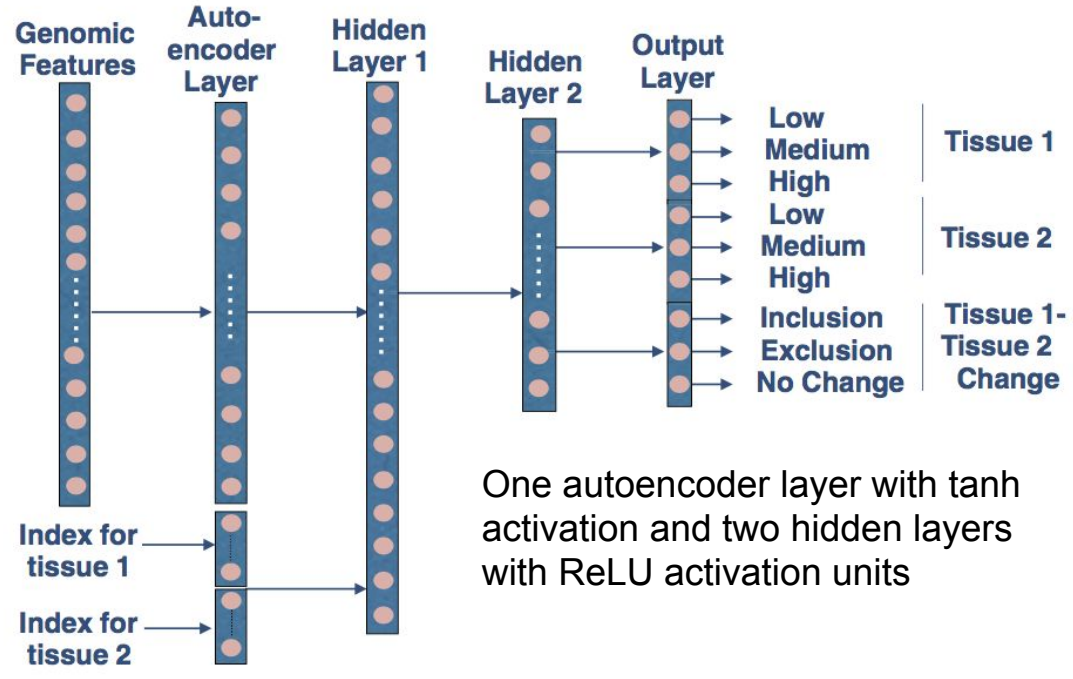 Genomic
Features
Auto-
encoder
Layer
Hidden
Layer 1
Hidden
Layer 2
Output
Layer
Low
Medium
High
Tissue 1
Low
Medium
High
Tissue 2
Inclusion
Exclusion
No Change
Tissue 1-
Tissue 2
Change
Index for
tissue 1
Index for
tissue 2
One autoencoder layer with tanh
activation and two hidden layers
with ReLU activation units